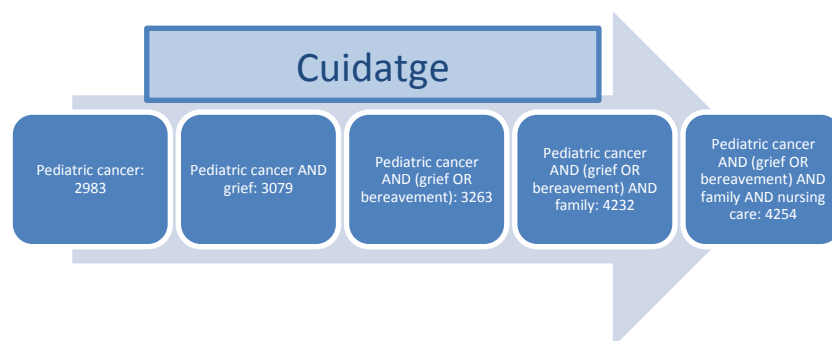 Cuidatge
Pediatric cancer:
2983
Pediatric cancer AND
grief: 3079
Pediatric cancer
AND (grief OR
bereavement): 3263
Pediatric cancer
AND (grief OR
bereavement) AND
family: 4232
Pediatric cancer
AND (grief OR
bereavement) AND
family AND nursing
care: 4254